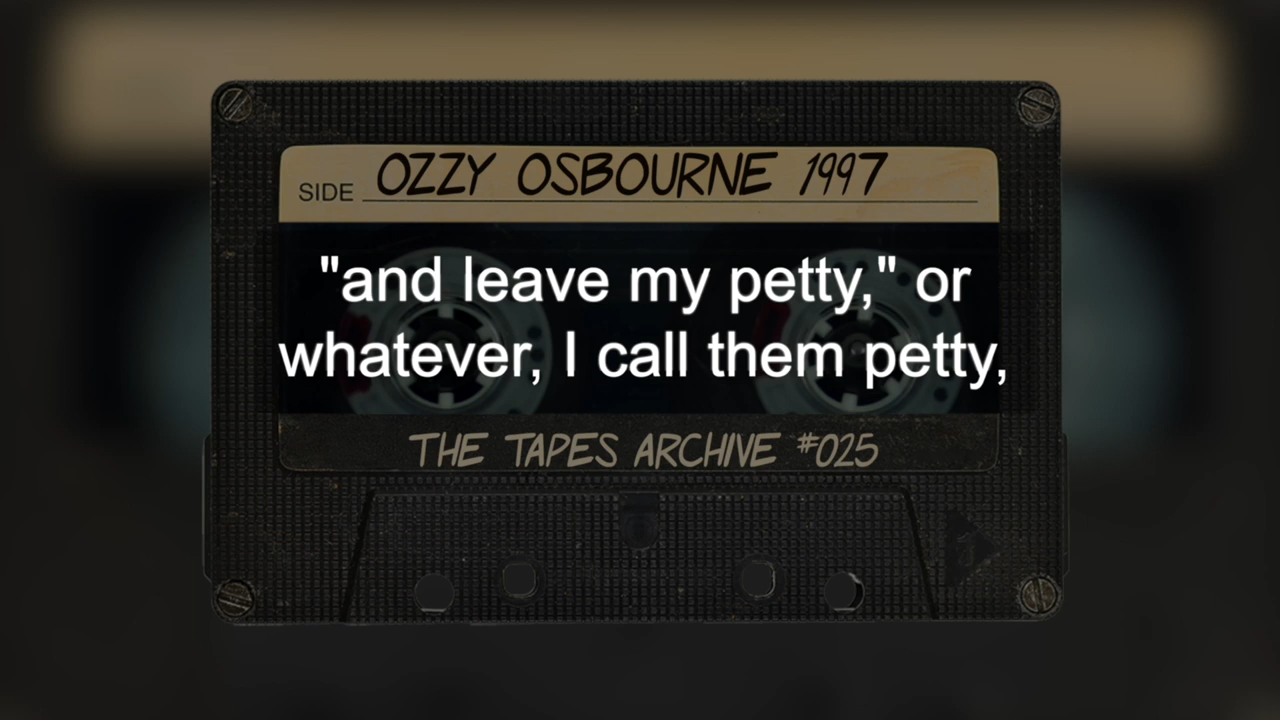 SIDE OZZY OSBOURNE 1997
"and leave my petty," or
whatever, I call them petty,
THE TAPES ARCHIVE #025